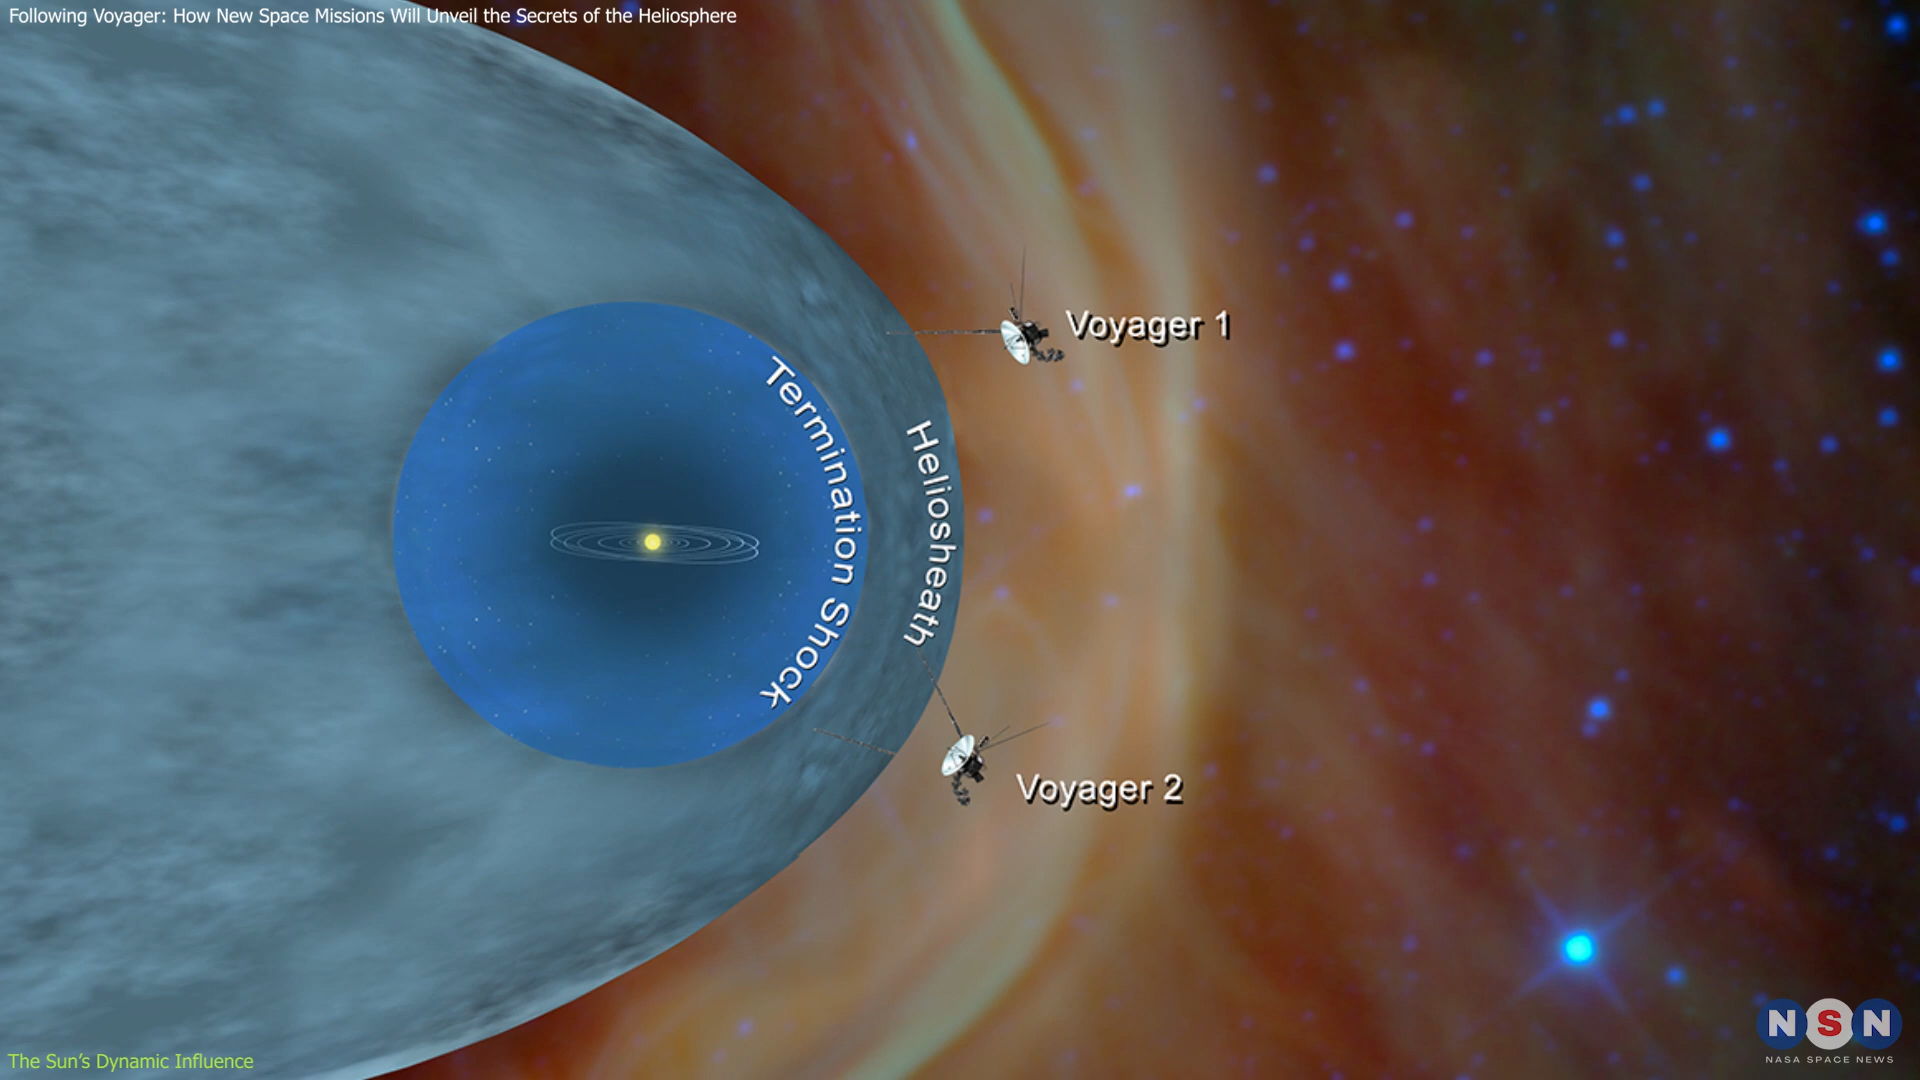 Following Voyager: How New Space Missions Will Unveil the Secrets of the Heliosphere
Voyager 1
Termination Shock
Heliosheath
Voyager 2
NSN
NASA SPACE NEWS
The Sun’s Dynamic Influence